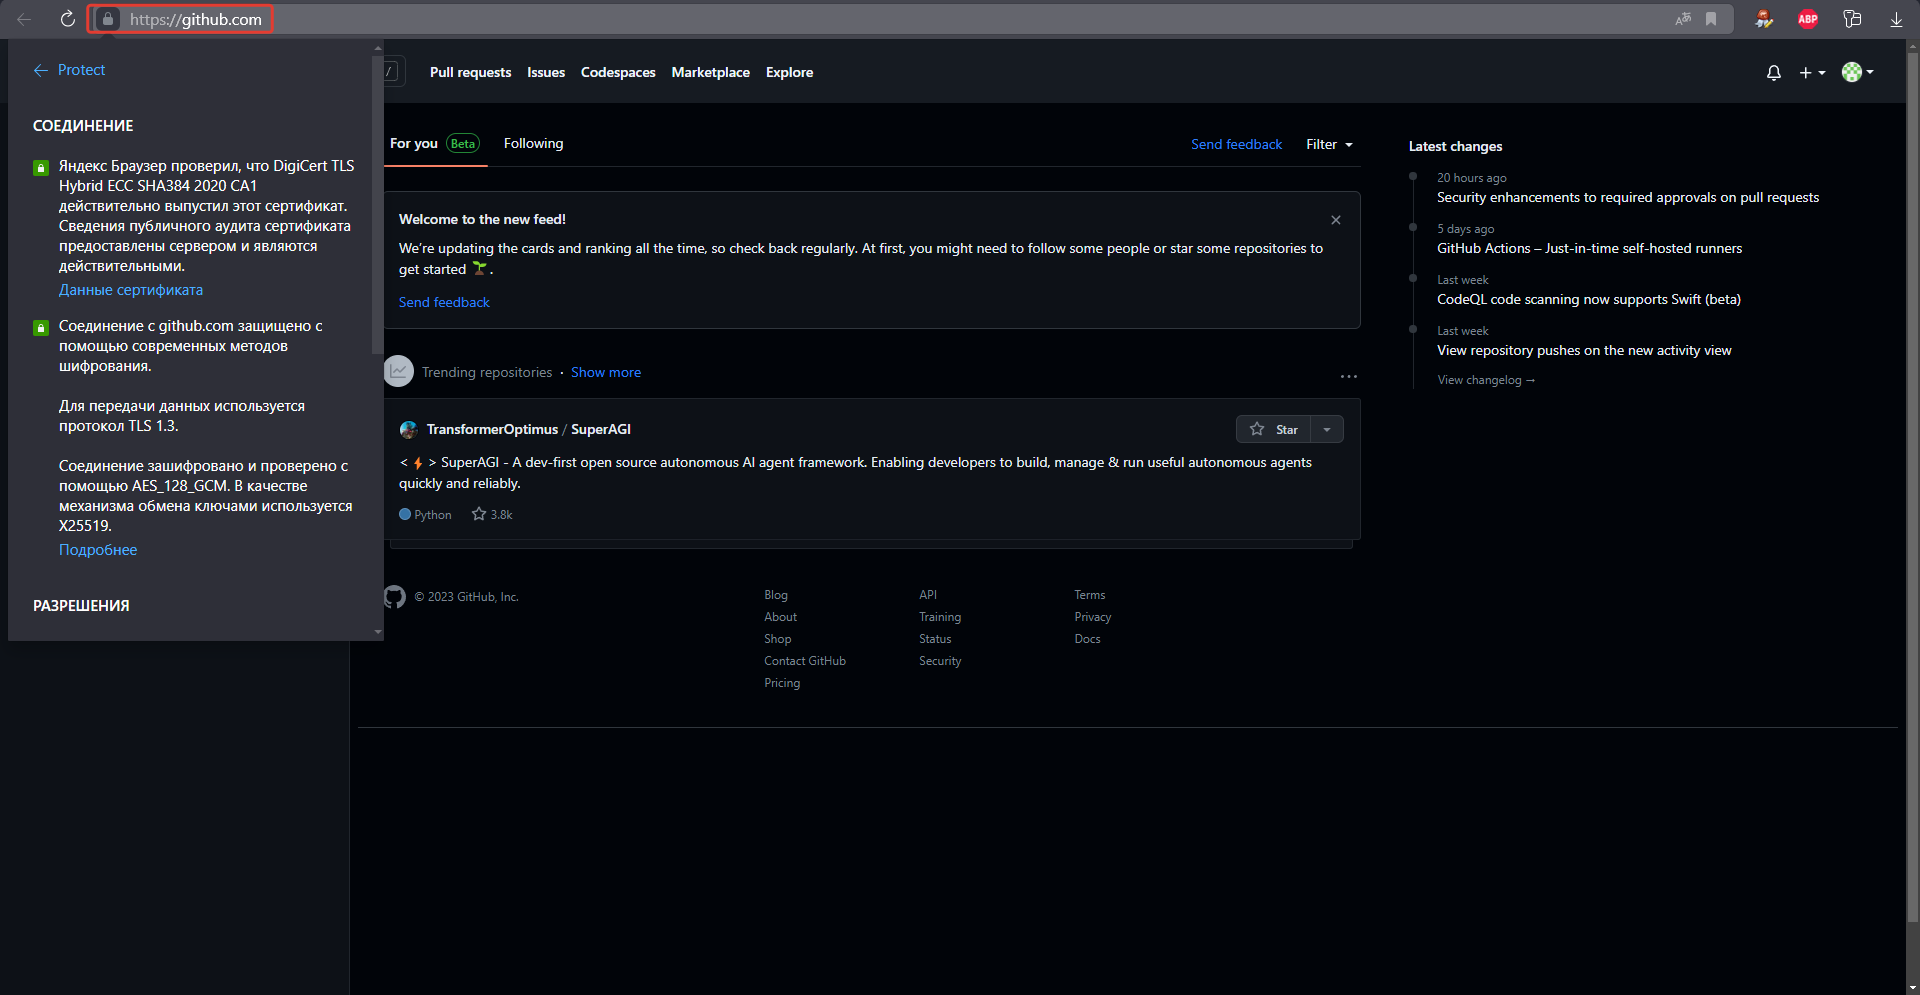 https://github.com
ABP
Protect
СОЕДИНЕНИЕ
Яндекс Браузер проверил, что DigiCert TLS
Hybrid ECC SHA384 2020 CA1
действительно выпустил этот сертификат.
Сведения публичного аудита сертификата
предоставлены сервером и являются
действительными.
Данные сертификата
Соединение с github.com защищено с
помощью современных методов
шифрования.
Для передачи данных используется
протокол TLS 1.3.
Соединение зашифровано и проверено с
помощью AES_128_GCM. В качестве
механизма обмена ключами используется
X25519.
Подробнее
РАЗРЕШЕНИЯ
/
Pull requests Issues Codespaces Marketplace Explore
For you Beta Following
Send feedback Filter
Welcome to the new feed!
We’re updating the cards and ranking all the time, so check back regularly. At first, you might need to follow some people or star some repositories to
get started 🌱 .
Send feedback
Trending repositories · Show more
TransformerOptimus / SuperAGI
Star
< ⚡ > SuperAGI - A dev-first open source autonomous AI agent framework. Enabling developers to build, manage & run useful autonomous agents
quickly and reliably.
Python 3.8k
Latest changes
20 hours ago
Security enhancements to required approvals on pull requests
5 days ago
GitHub Actions – Just-in-time self-hosted runners
Last week
CodeQL code scanning now supports Swift (beta)
Last week
View repository pushes on the new activity view
View changelog →
© 2023 GitHub, Inc.
Blog
About
Shop
Contact GitHub
Pricing
API
Training
Status
Security
Terms
Privacy
Docs